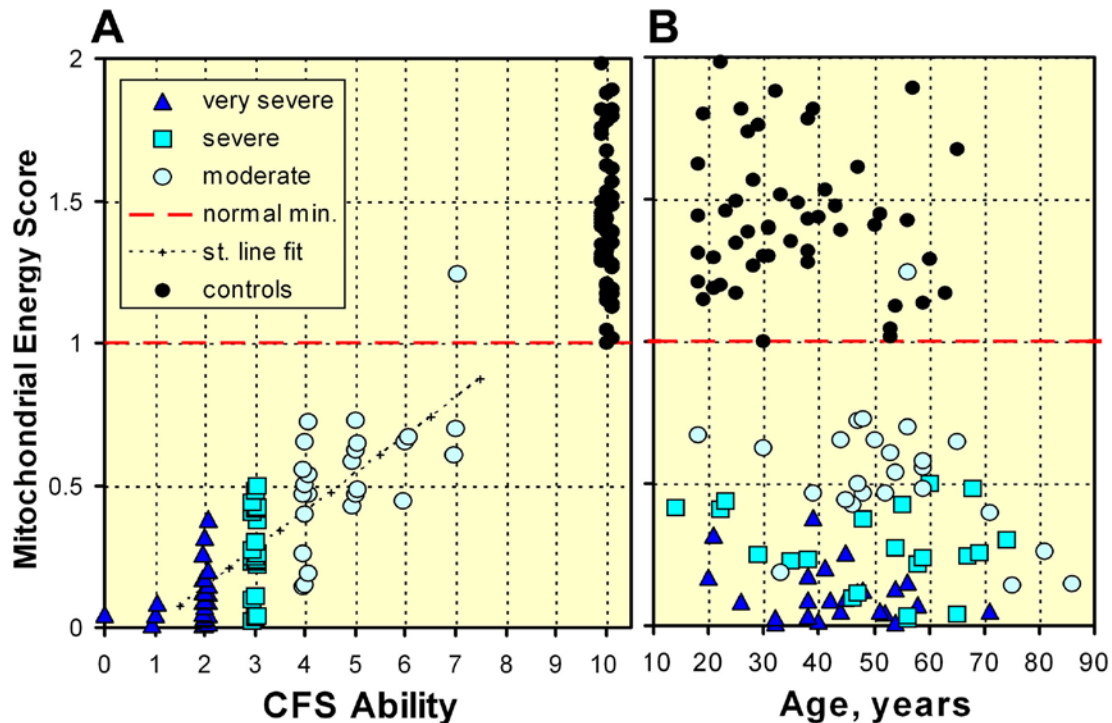 A
B
Mitochondrial Energy Score
2
1.5
1
0.5
0
very severe
severe
moderate
normal min.
st. line fit
controls
0 1 2 3 4 5 6 7 8 9 10
10 20 30 40 50 60 70 80 90
CFS Ability
Age, years